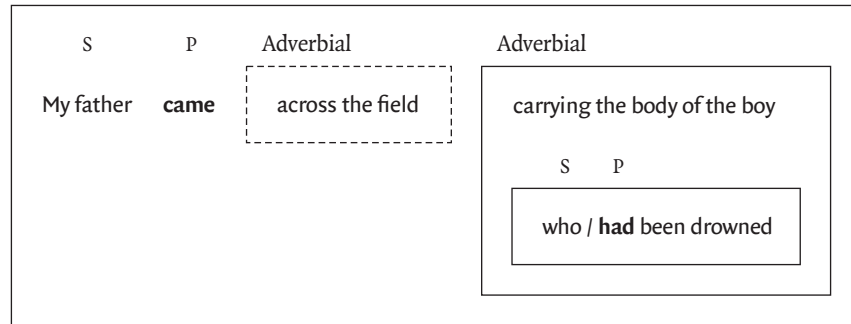 S P Adverbial Adverbial
My father came across the field carrying the body of the boy
S P
who / had been drowned